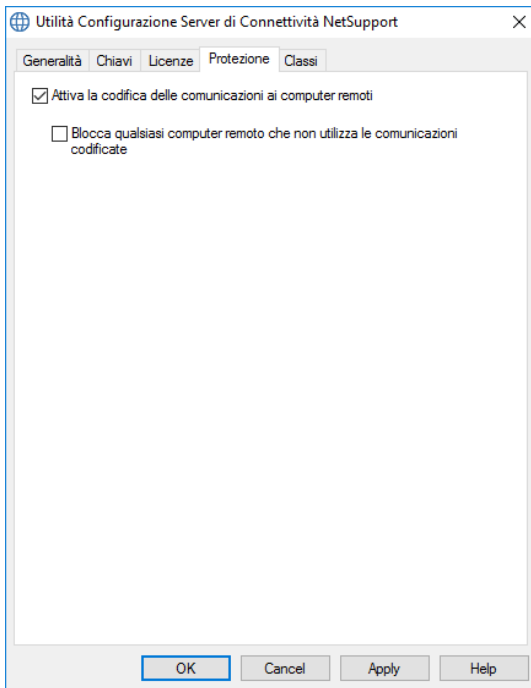 Utilità Configurazione Server di Connettività NetSupport
Generalità Chiavi Licenze Protezione Classi
Attiva la codifica delle comunicazioni ai computer remoti
Blocca qualsiasi computer remoto che non utilizza le comunicazioni
codificate
OK Cancel Apply Help